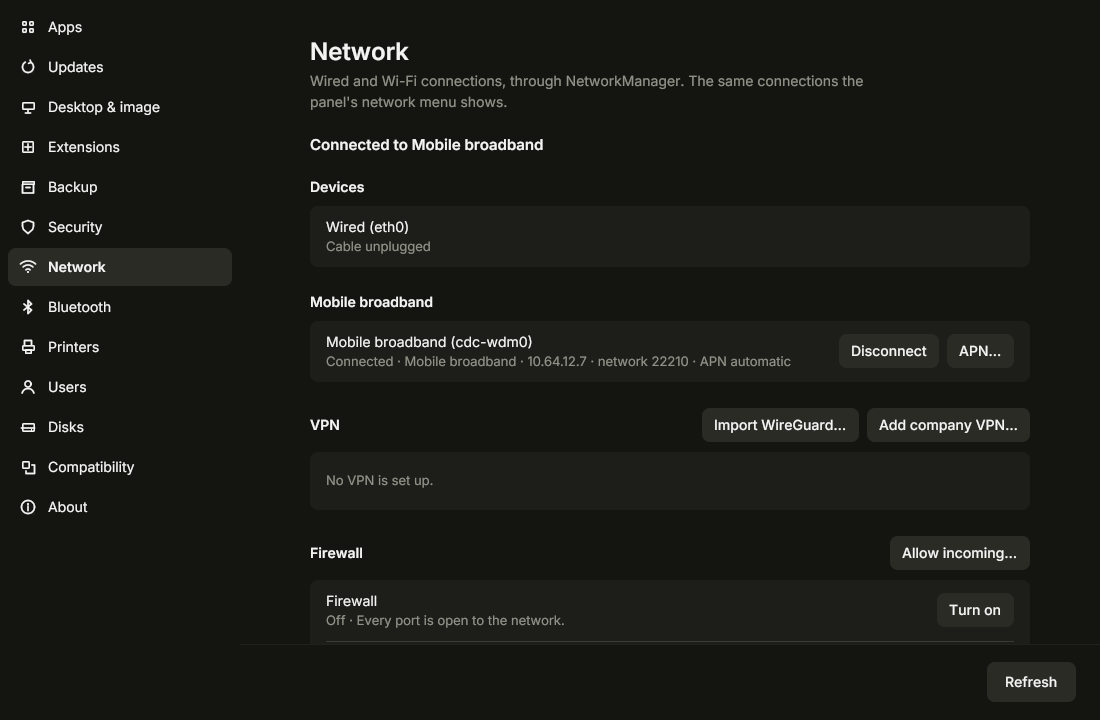 Apps
Updates
Desktop & image
Extensions
Backup
Security
Network
Bluetooth
Printers
Users
Disks
Compatibility
About
Network
Wired and Wi-Fi connections, through NetworkManager. The same connections the
panel's network menu shows.
Connected to Mobile broadband
Devices
Wired (eth0)
Cable unplugged
Mobile broadband
Mobile broadband (cdc-wdm0)
Connected · Mobile broadband · 10.64.12.7 · network 22210 · APN automatic
Disconnect
APN...
VPN
Import WireGuard...
Add company VPN...
No VPN is set up.
Firewall
Allow incoming...
Firewall
Off · Every port is open to the network.
Turn on
Refresh